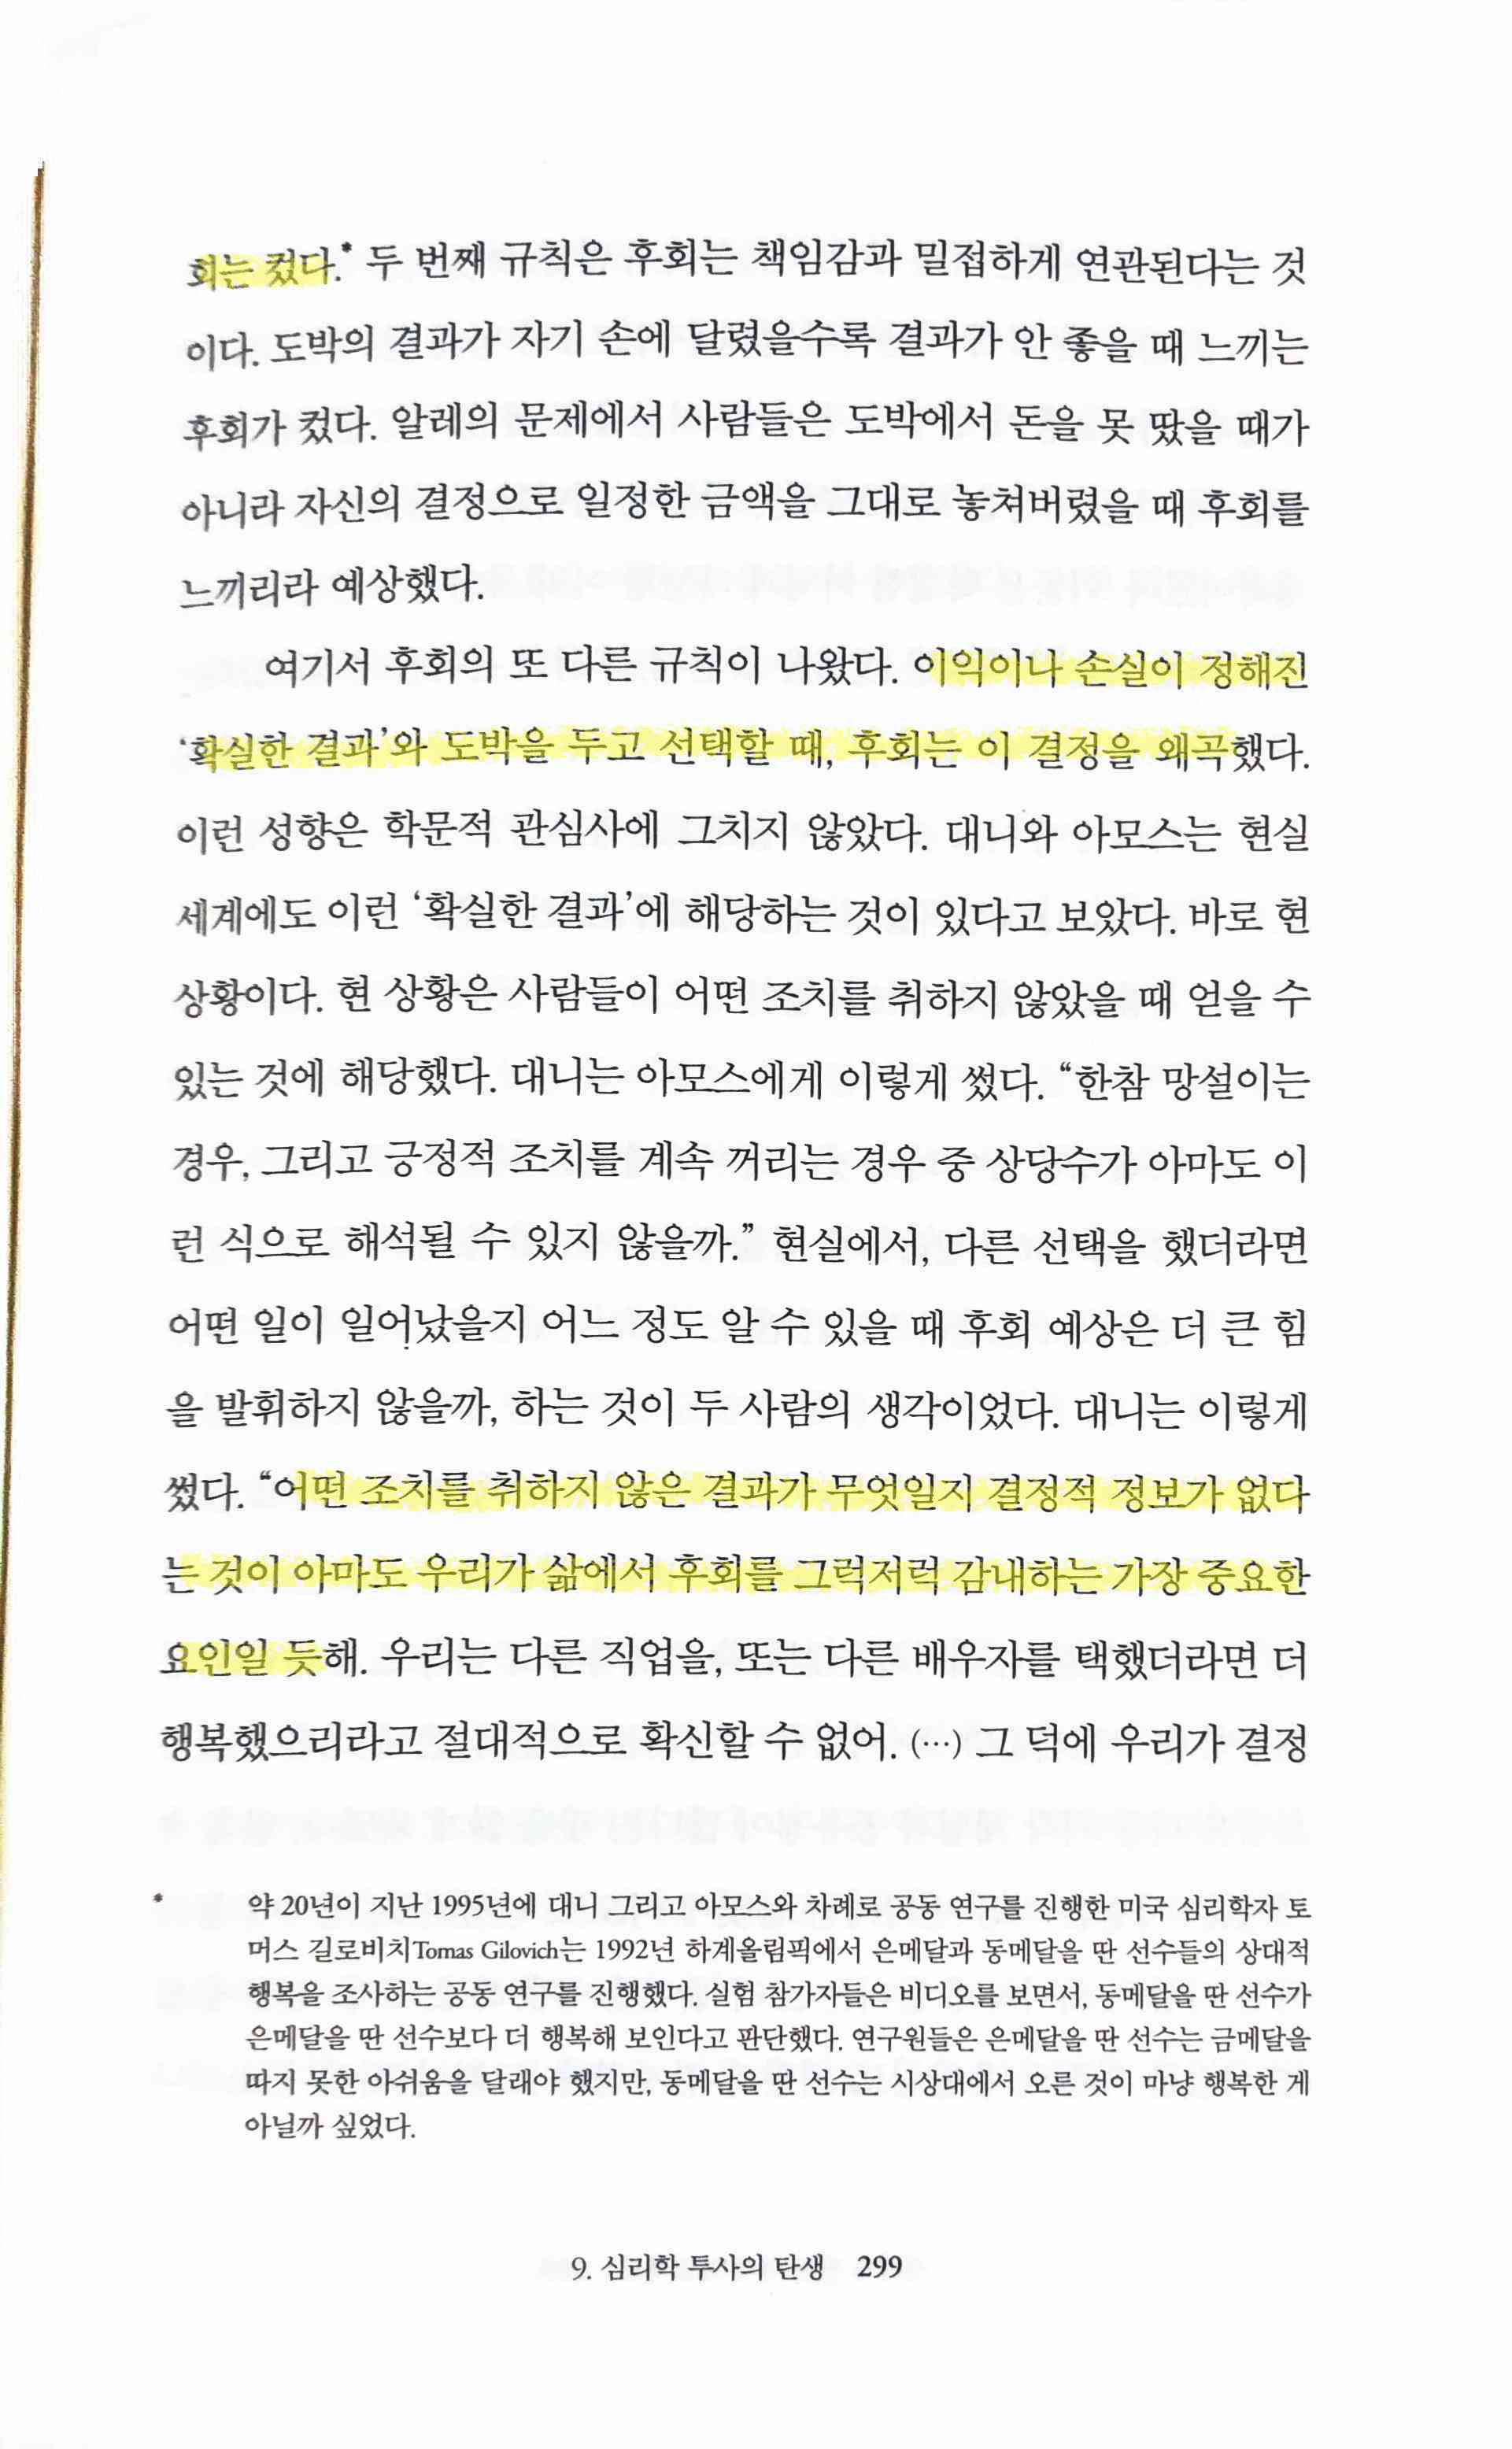 회는 컸다.* 두 번째 규칙은 후회는 책임감과 밀접하게 연관된다는 것
이다. 도박의 결과가 자기 손에 달렸을수록 결과가 안 좋을 때 느끼는
후회가 컸다. 알레의 문제에서 사람들은 도박에서 돈을 못 땄을 때가
아니라 자신의 결정으로 일정한 금액을 그대로 놓쳐버렸을 때 후회를
느끼리라 예상했다.
여기서 후회의 또 다른 규칙이 나왔다. 이익이나 손실이 정해진
‘확실한 결과’와 도박을 두고 선택할 때, 후회는 이 결정을 왜곡했다.
이런 성향은 학문적 관심사에 그치지 않았다. 대니와 아모스는 현실
세계에도 이런 ‘확실한 결과’에 해당하는 것이 있다고 보았다. 바로 현
상황이다. 현 상황은 사람들이 어떤 조치를 취하지 않았을 때 얻을 수
있는 것에 해당했다. 대니는 아모스에게 이렇게 썼다. “한참 망설이는
경우, 그리고 긍정적 조치를 계속 꺼리는 경우 중 상당수가 아마도 이
런 식으로 해석될 수 있지 않을까.” 현실에서, 다른 선택을 했더라면
어떤 일이 일어났을지 어느 정도 알 수 있을 때 후회 예상은 더 큰 힘
을 발휘하지 않을까, 하는 것이 두 사람의 생각이었다. 대니는 이렇게
썼다. “어떤 조치를 취하지 않은 결과가 무엇일지 결정적 정보가 없다
는 것이 아마도 우리가 삶에서 후회를 그럭저럭 감내하는 가장 중요한
요인일 듯해. 우리는 다른 직업을, 또는 다른 배우자를 택했더라면 더
행복했으리라고 절대적으로 확신할 수 없어. (…) 그 덕에 우리가 결정
* 약 20년이 지난 1995년에 대니 그리고 아모스와 차례로 공동 연구를 진행한 미국 심리학자 토
머스 길로비치Tomas Gilovich는 1992년 하계올림픽에서 은메달과 동메달을 딴 선수들의 상대적
행복을 조사하는 공동 연구를 진행했다. 실험 참가자들은 비디오를 보면서, 동메달을 딴 선수가
은메달을 딴 선수보다 더 행복해 보인다고 판단했다. 연구원들은 은메달을 딴 선수는 금메달을
따지 못한 아쉬움을 달래야 했지만, 동메달을 딴 선수는 시상대에서 오른 것이 마냥 행복한 게
아닐까 싶었다.
9. 심리학 투사의 탄생 299